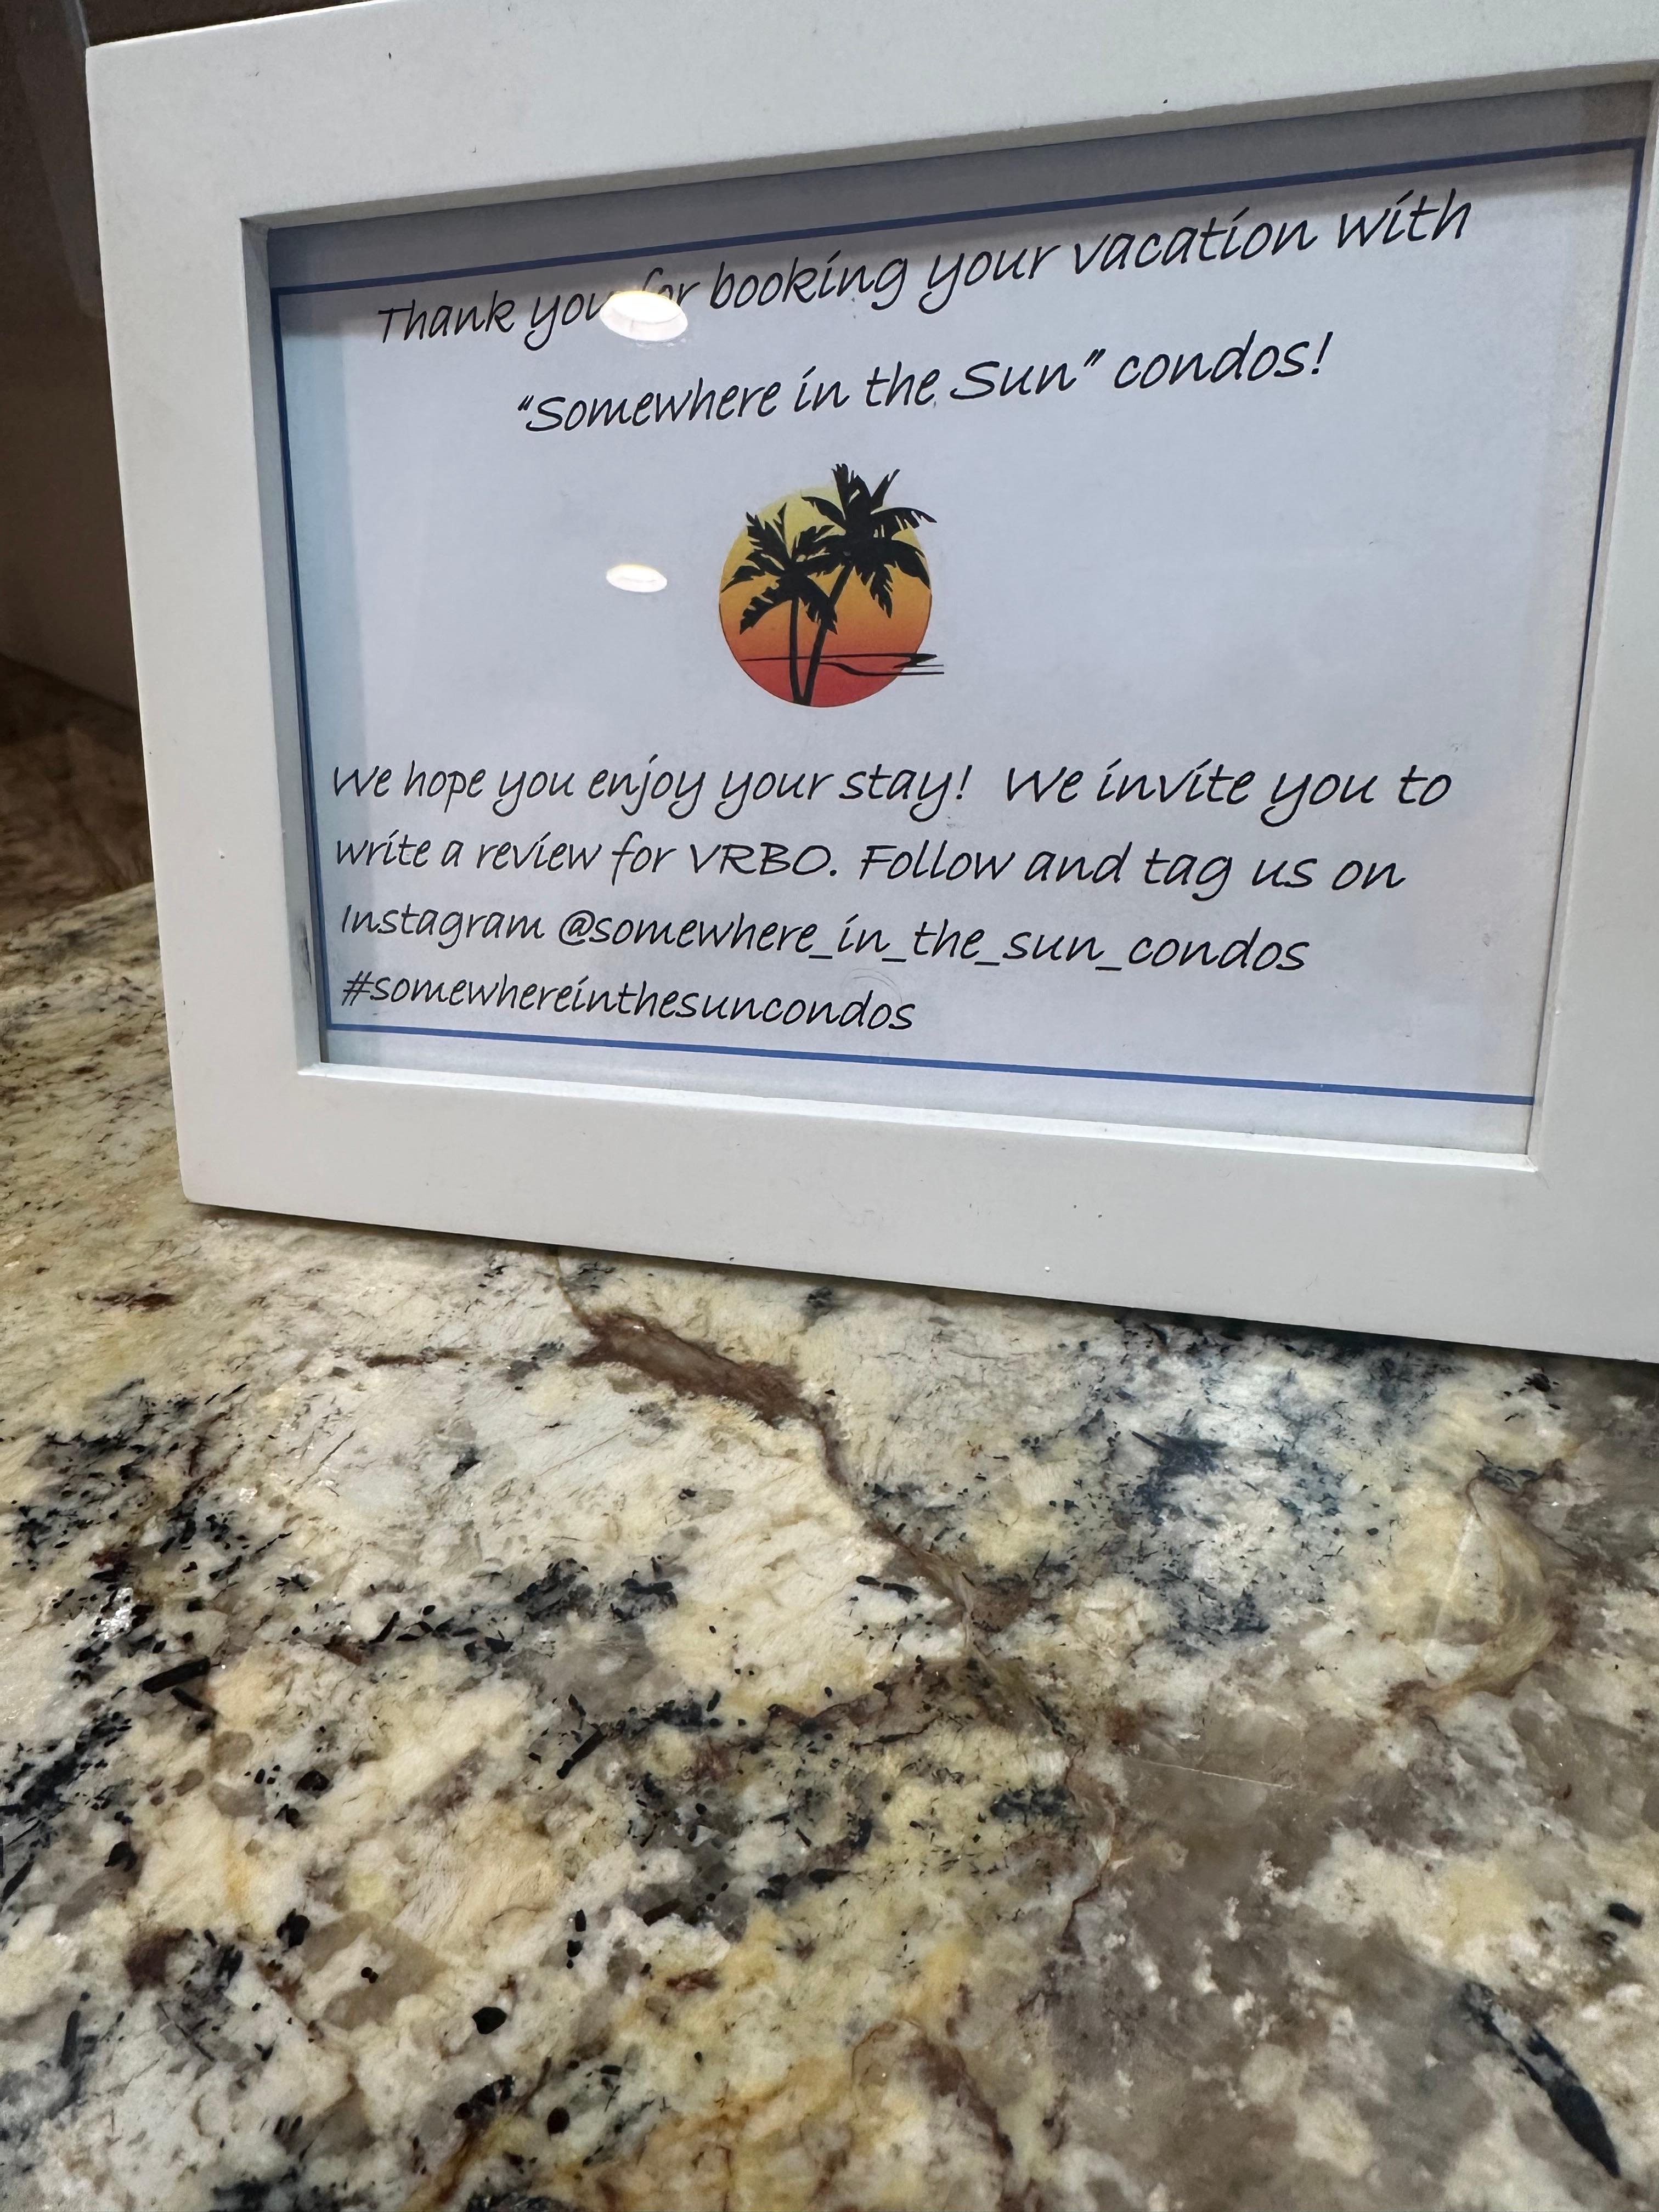 Thank you for booking your vacation with
"Somewhere in the Sun" condos!
We hope you enjoy your stay!  We invite you to
write a review for VRBO. Follow and tag us on
Instagram @somewhere_in_the_sun_condos
#somewhereinthesuncondos